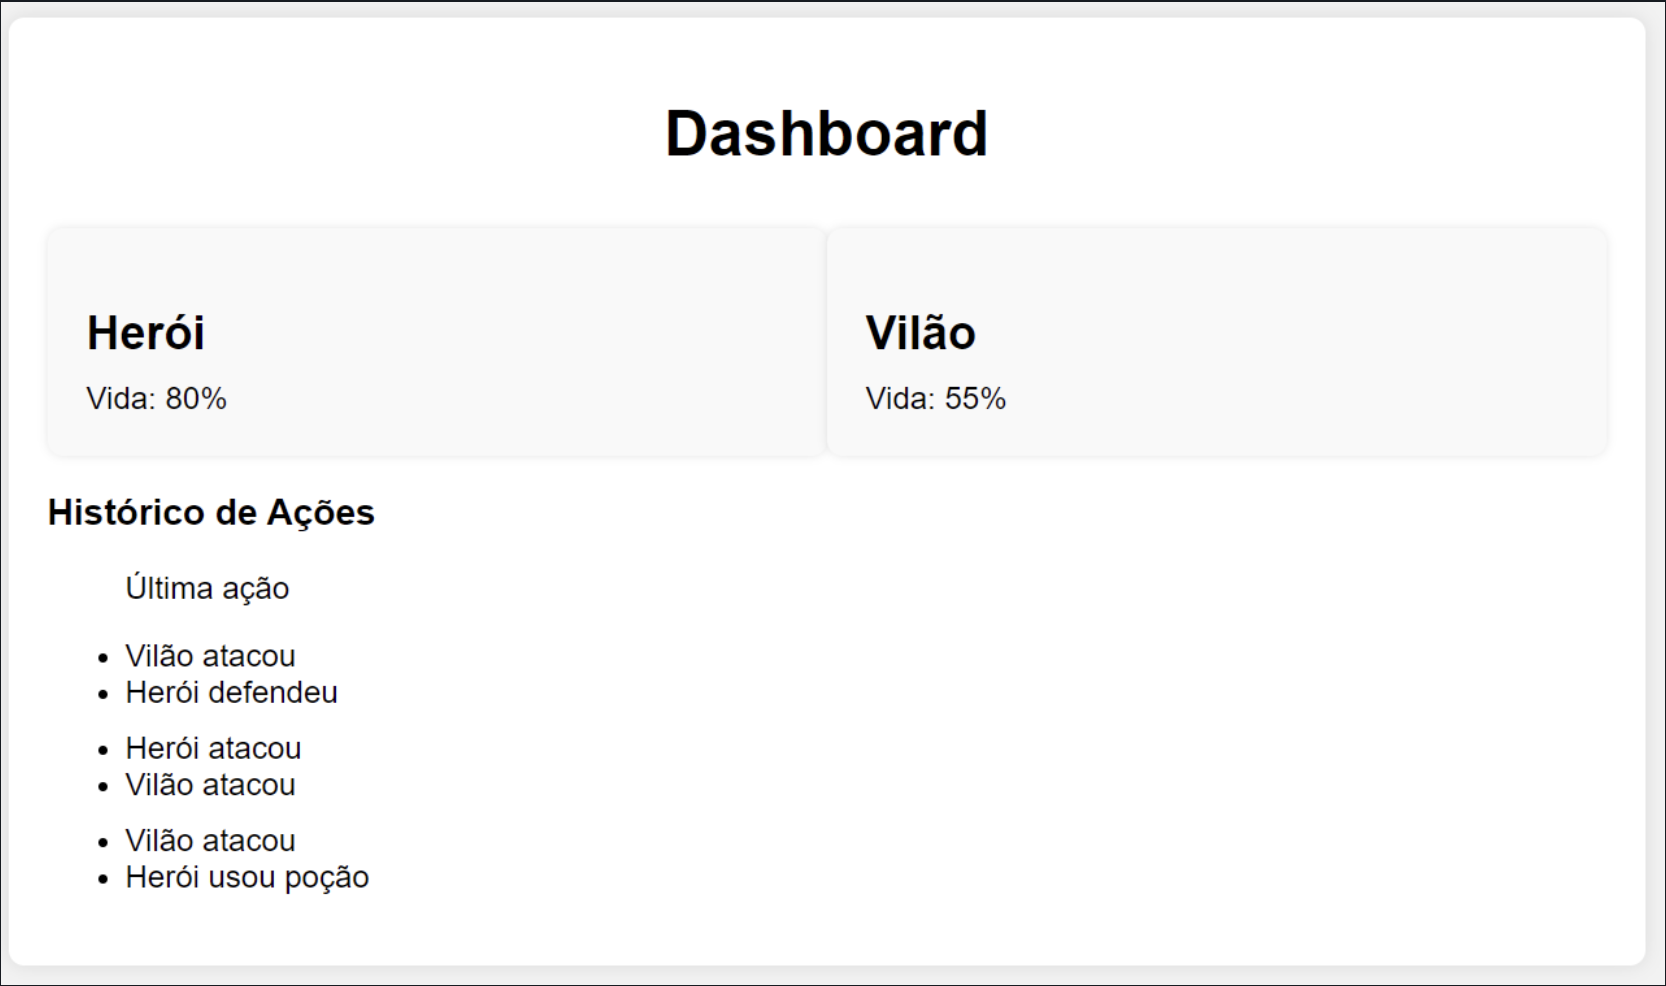 Dashboard
Herói
Vida: 80%
Vilão
Vida: 55%
Histórico de Ações
Última ação
Vilão atacou
Herói defendeu
Herói atacou
Vilão atacou
Vilão atacou
Herói usou poção